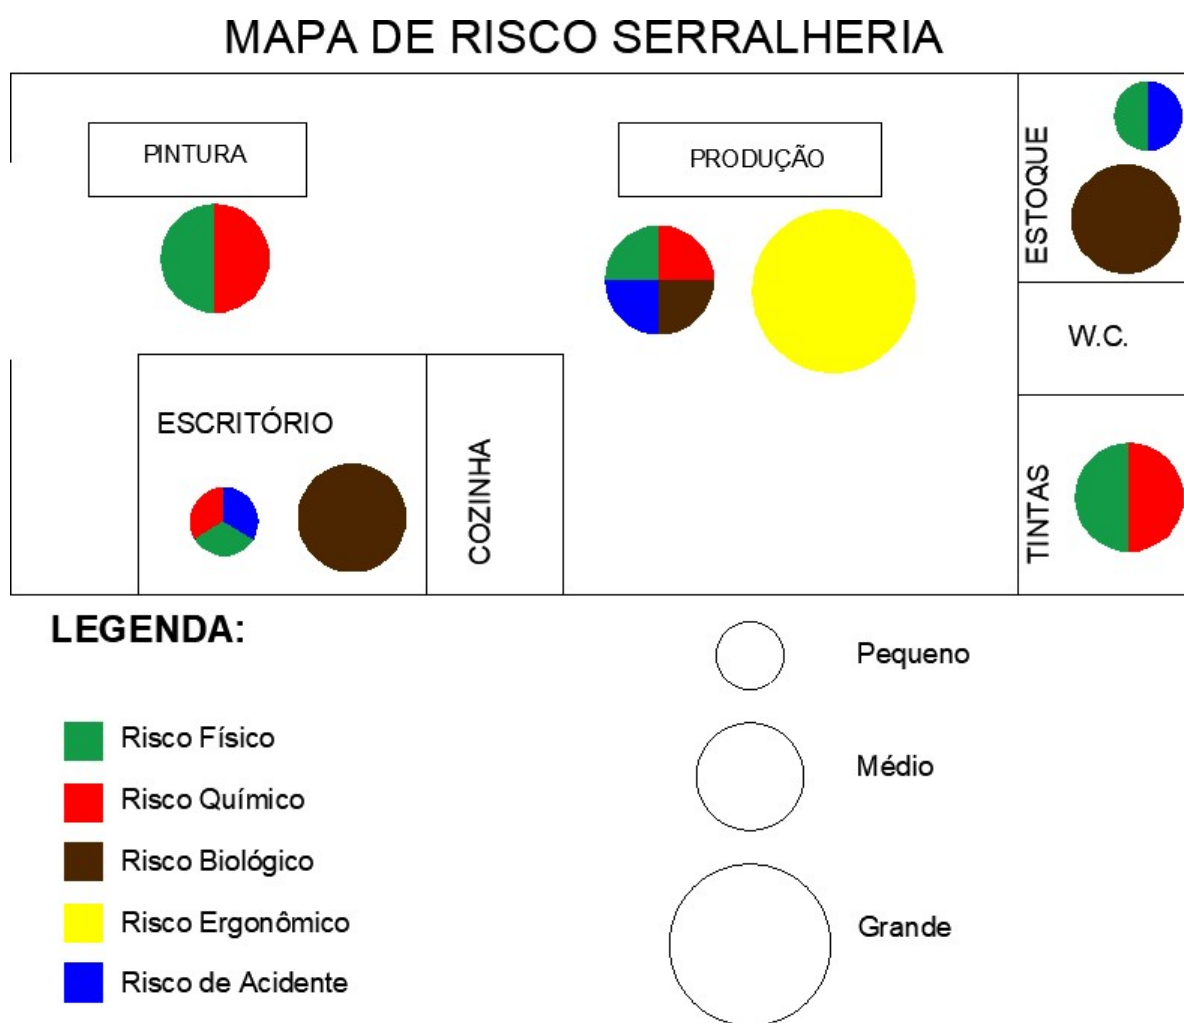 MAPA DE RISCO SERRALHERIA
PINTURA
PRODUÇÃO
ESTOQUE
W.C.
ESCRITÓRIO
COZINHA
TINTAS
LEGENDA:
Risco Físico
Risco Químico
Risco Biológico
Risco Ergonômico
Risco de Acidente
Pequeno
Médio
Grande